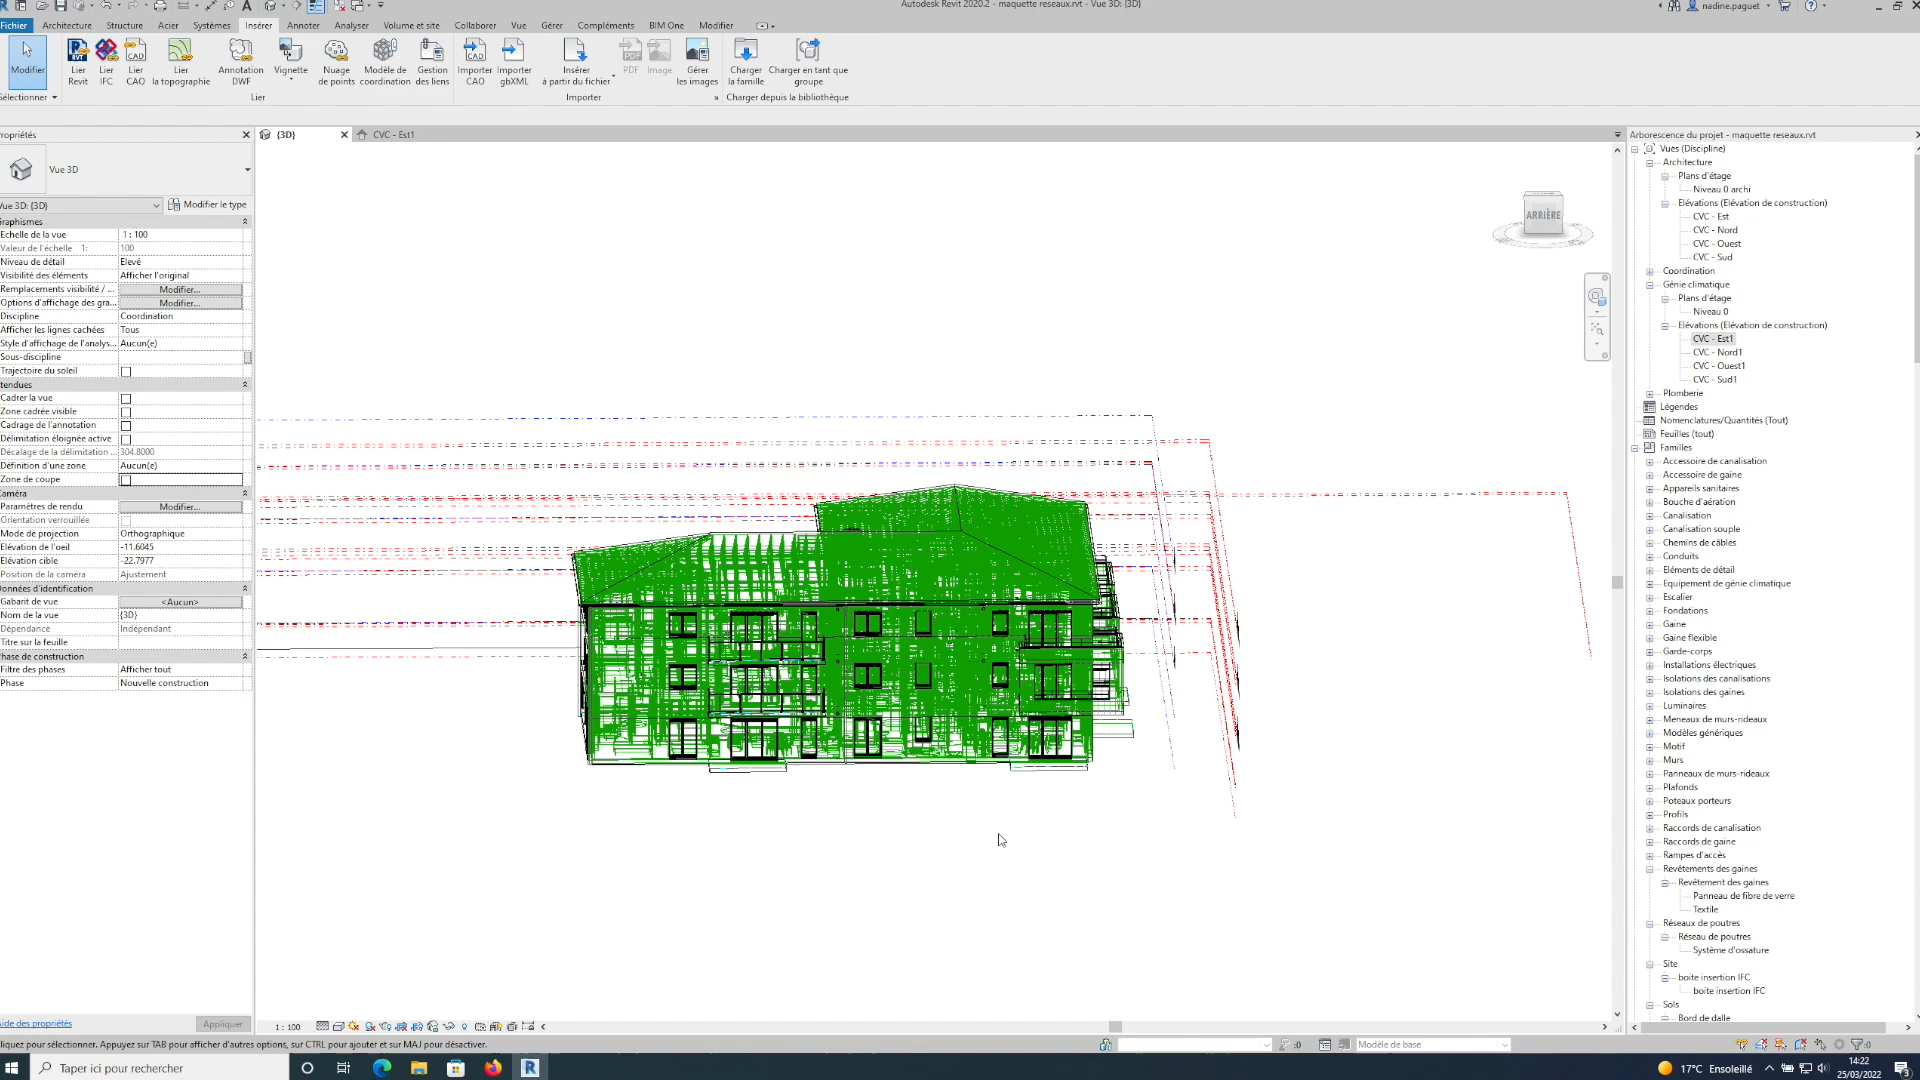 Autodesk Revit 2020.2 - maquette reseaux.rvt - Vue 3D: {3D}
nadine.paguet
Fichier Architecture Structure Acier Systèmes Insérer Annoter Analyser Volume et site Collaborer Vue Gérer Compléments BIM One Modifier
Modifier
Lier Revit
Lier IFC
Lier CAO
Lier la topographie
Annotation DWF
Vignette
Nuage de points
Modèle de coordination
Gestion des liens
Importer CAO
Importer gbXML
Insérer à partir du fichier
PDF
Image
Gérer les images
Charger la famille
Charger en tant que groupe
électionner
Lier
Importer
Charger depuis la bibliothèque
ropriétés
{3D}
CVC - Est1
Vue 3D
Vue 3D: {3D}
Modifier le type
raphismes
Echelle de la vue 1 : 100
Valeur de l'échelle 1: 100
Niveau de détail Elevé
Visibilité des éléments Afficher l'original
Remplacements visibilité / ... Modifier...
Options d'affichage des gra... Modifier...
Discipline Coordination
Afficher les lignes cachées Tous
Style d'affichage de l'analys... Aucun(e)
Sous-discipline
Trajectoire du soleil
tendues
Cadrer la vue
Zone cadrée visible
Cadrage de l'annotation
Délimitation éloignée active
Décalage de la délimitation ... 304.8000
Définition d'une zone Aucun(e)
Zone de coupe
améra
Paramètres de rendu Modifier...
Orientation verrouillée
Mode de projection Orthographique
Elévation de l'oeil -11.6045
Elévation cible -22.7977
Position de la caméra Ajustement
onnées d'identification
Gabarit de vue <Aucun>
Nom de la vue {3D}
Dépendance Indépendant
Titre sur la feuille
hase de construction
Filtre des phases Afficher tout
Phase Nouvelle construction
ide des propriétés
Appliquer
ARRIÈRE
1 : 100
Arborescence du projet - maquette reseaux.rvt
Vues (Discipline)
Architecture
Plans d'étage
Niveau 0 archi
Elévations (Elévation de construction)
CVC - Est
CVC - Nord
CVC - Ouest
CVC - Sud
Coordination
Génie climatique
Plans d'étage
Niveau 0
Elévations (Elévation de construction)
CVC - Est1
CVC - Nord1
CVC - Ouest1
CVC - Sud1
Plomberie
Légendes
Nomenclatures/Quantités (Tout)
Feuilles (tout)
Familles
Accessoire de canalisation
Accessoire de gaine
Appareils sanitaires
Bouche d'aération
Canalisation
Canalisation souple
Chemins de câbles
Conduits
Eléments de détail
Equipement de génie climatique
Escalier
Fondations
Gaine
Gaine flexible
Garde-corps
Installations électriques
Isolations des canalisations
Isolations des gaines
Luminaires
Meneaux de murs-rideaux
Modèles génériques
Motif
Murs
Panneaux de murs-rideaux
Plafonds
Poteaux porteurs
Profils
Raccords de canalisation
Raccords de gaine
Rampes d'accès
Revêtements des gaines
Revêtement des gaines
Panneau de fibre de verre
Textile
Réseaux de poutres
Réseau de poutres
Système d'ossature
Site
boite insertion IFC
boite insertion IFC
Sols
Bord de dalle
liquez pour sélectionner. Appuyez sur TAB pour afficher d'autres options, sur CTRL pour ajouter et sur MAJ pour désactiver.
:0
Modèle de base
:0
Taper ici pour rechercher
17°C Ensoleillé
14:22
25/03/2022
3